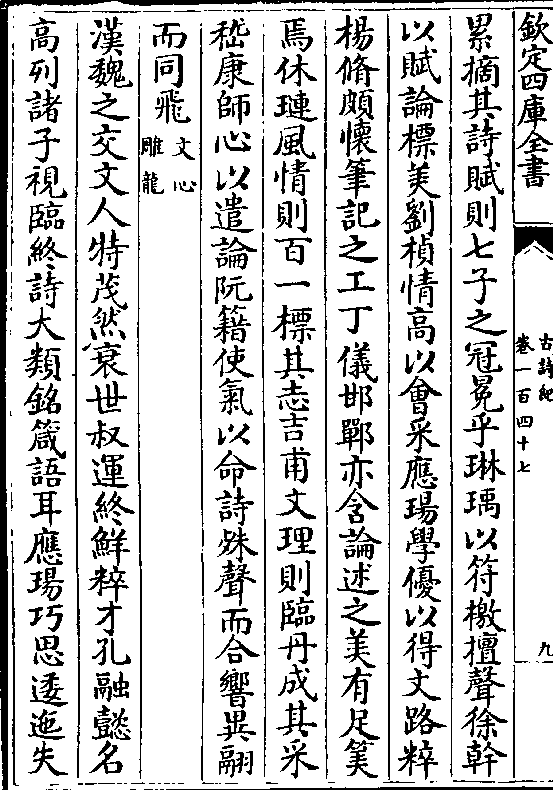 欽定四庫全書
古詩紀
卷一百四十七
九
累摘其詩賦則七子之冠冕乎琳瑀以符檄擅聲徐幹
以賦論標美劉楨情高以會采應瑒學優以得文路粹
楊脩頗懷筆記之工丁儀邯鄲亦含論述之美有足筭
焉休璉風情則百一標其志吉甫文理則臨丹成其采
嵇康師心以遣論阮籍使氣以命詩殊聲而合響異翮
而同飛文心
雕龍
漢魏之交文人特茂然衰世叔運終鮮粹才孔融懿名
高列諸子視臨終詩大類銘箴語耳應瑒巧思逶迤失